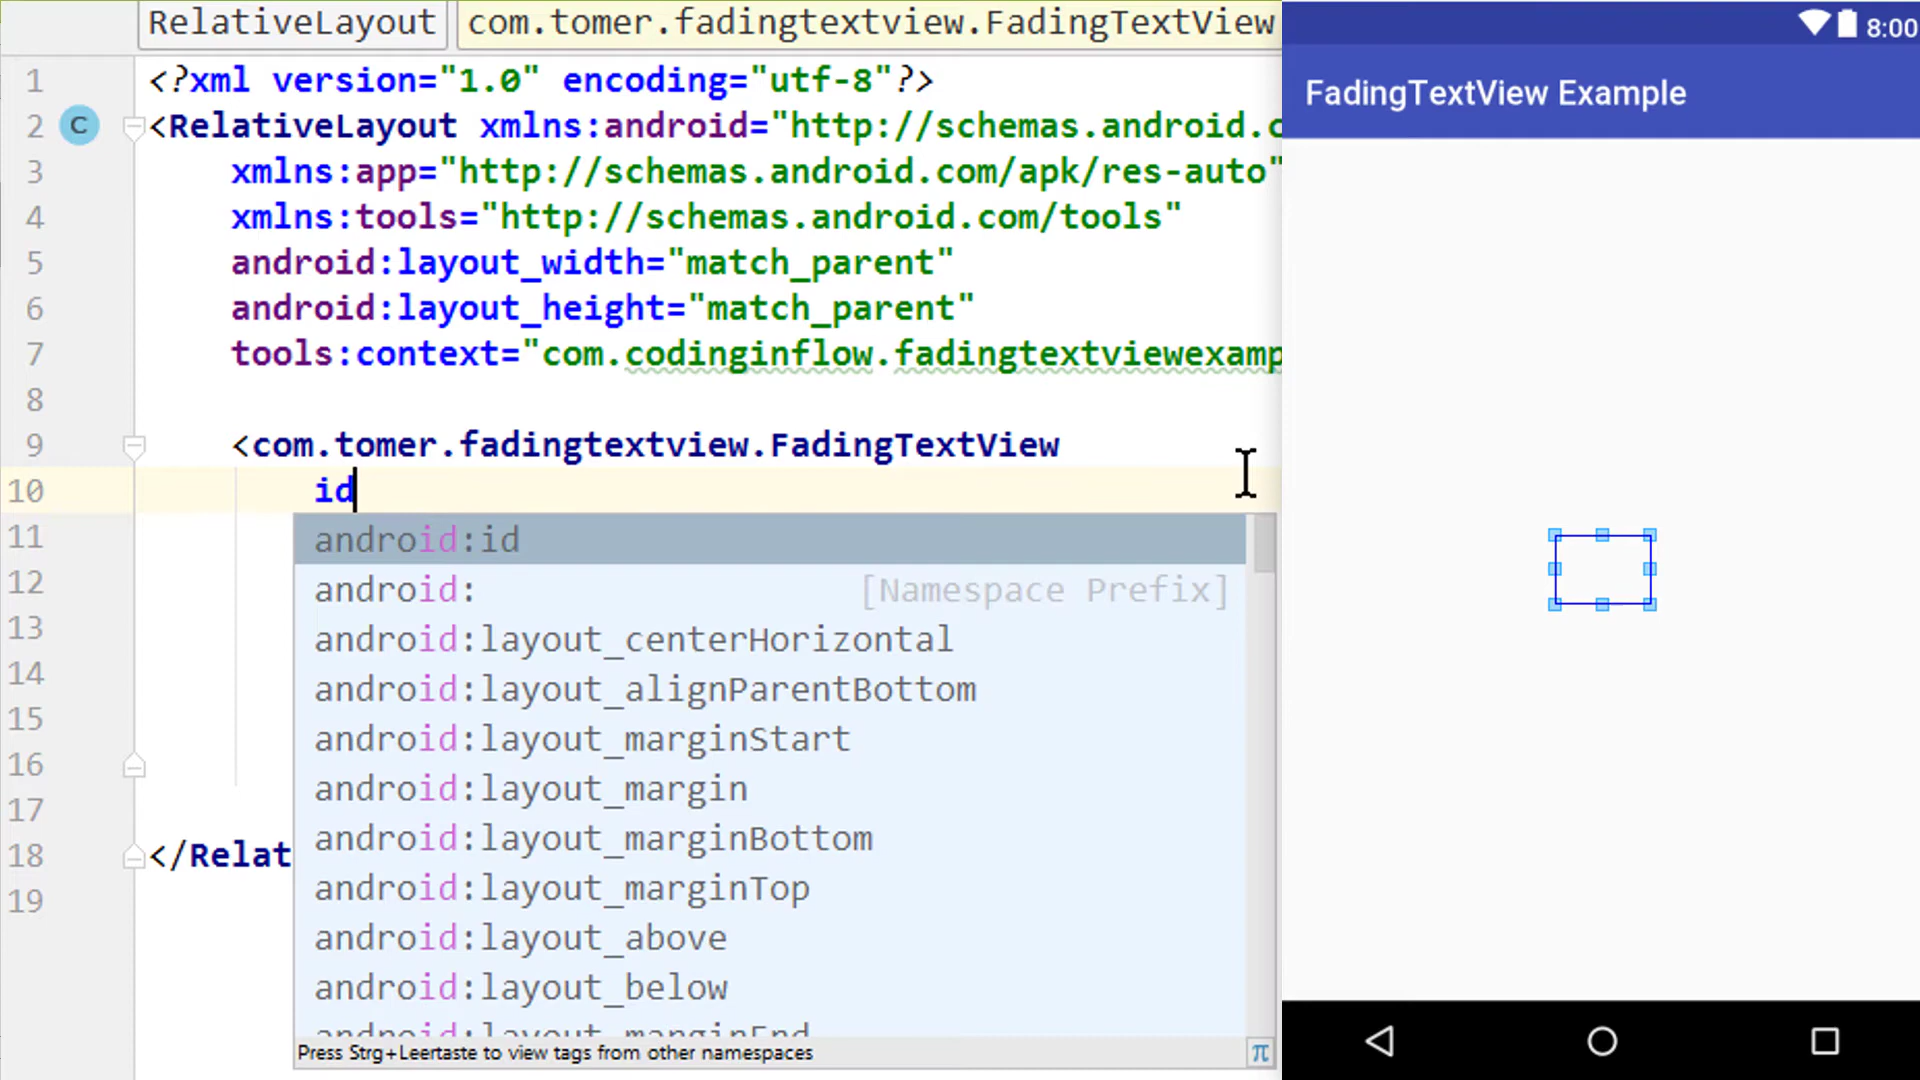 RelativeLayout com.tomer.fadingtextview.FadingTextView
8:00
FadingTextView Example
1 <?xml version="1.0" encoding="utf-8"?>
2 C <RelativeLayout xmlns:android="http://schemas.android.c
3 xmlns:app="http://schemas.android.com/apk/res-auto"
4 xmlns:tools="http://schemas.android.com/tools"
5 android:layout_width="match_parent"
6 android:layout_height="match_parent"
7 tools:context="com.codinginflow.fadingtextviewexamp
8
9 <com.tomer.fadingtextview.FadingTextView
10 id
11 android:id
12 android: [Namespace Prefix]
13 android:layout_centerHorizontal
14 android:layout_alignParentBottom
15 android:layout_marginStart
16 android:layout_margin
17 android:layout_marginBottom
18 </Relat android:layout_marginTop
19 android:layout_above
android:layout_below
android:layout_marginEnd
Press Strg+Leertaste to view tags from other namespaces π